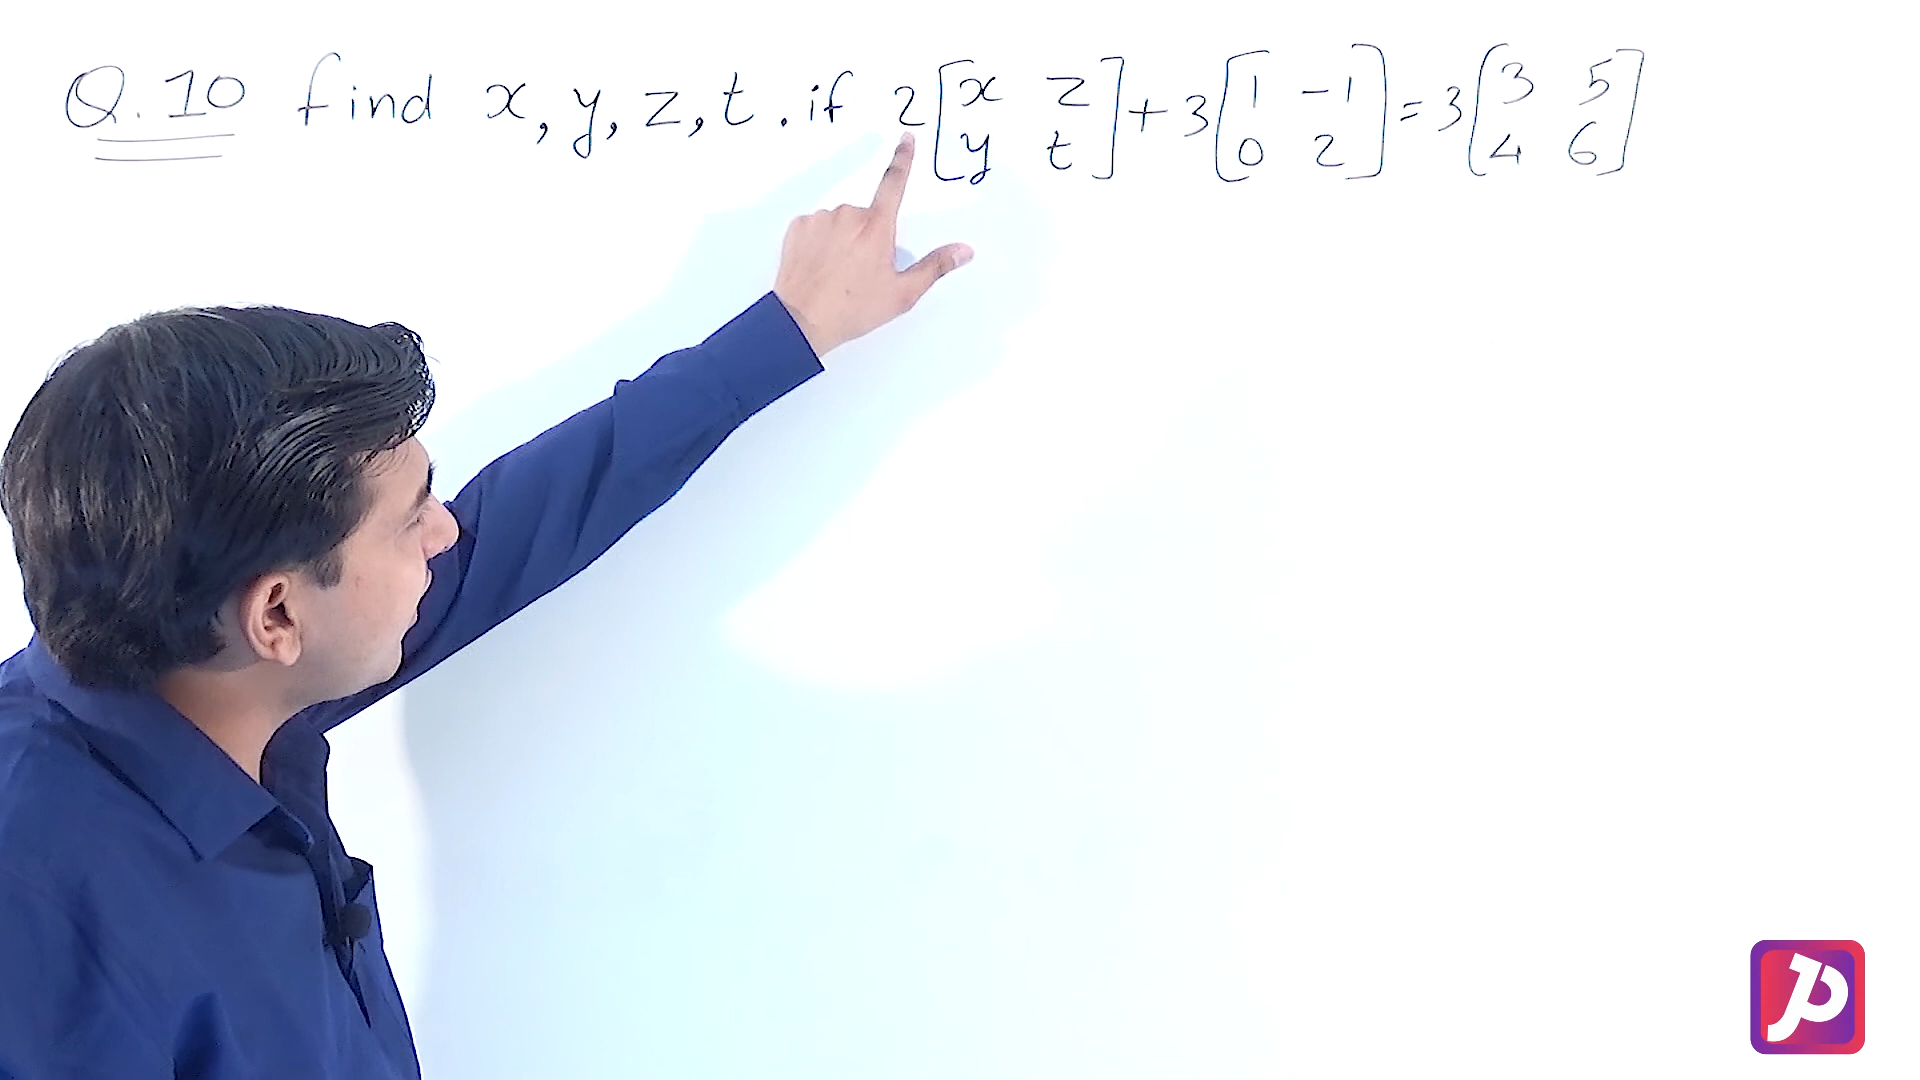 Q.10 find x, y, z, t. if 2[x z] + 3[1 -1] = 3[3 5]
[y t] [0 2] [4 6]